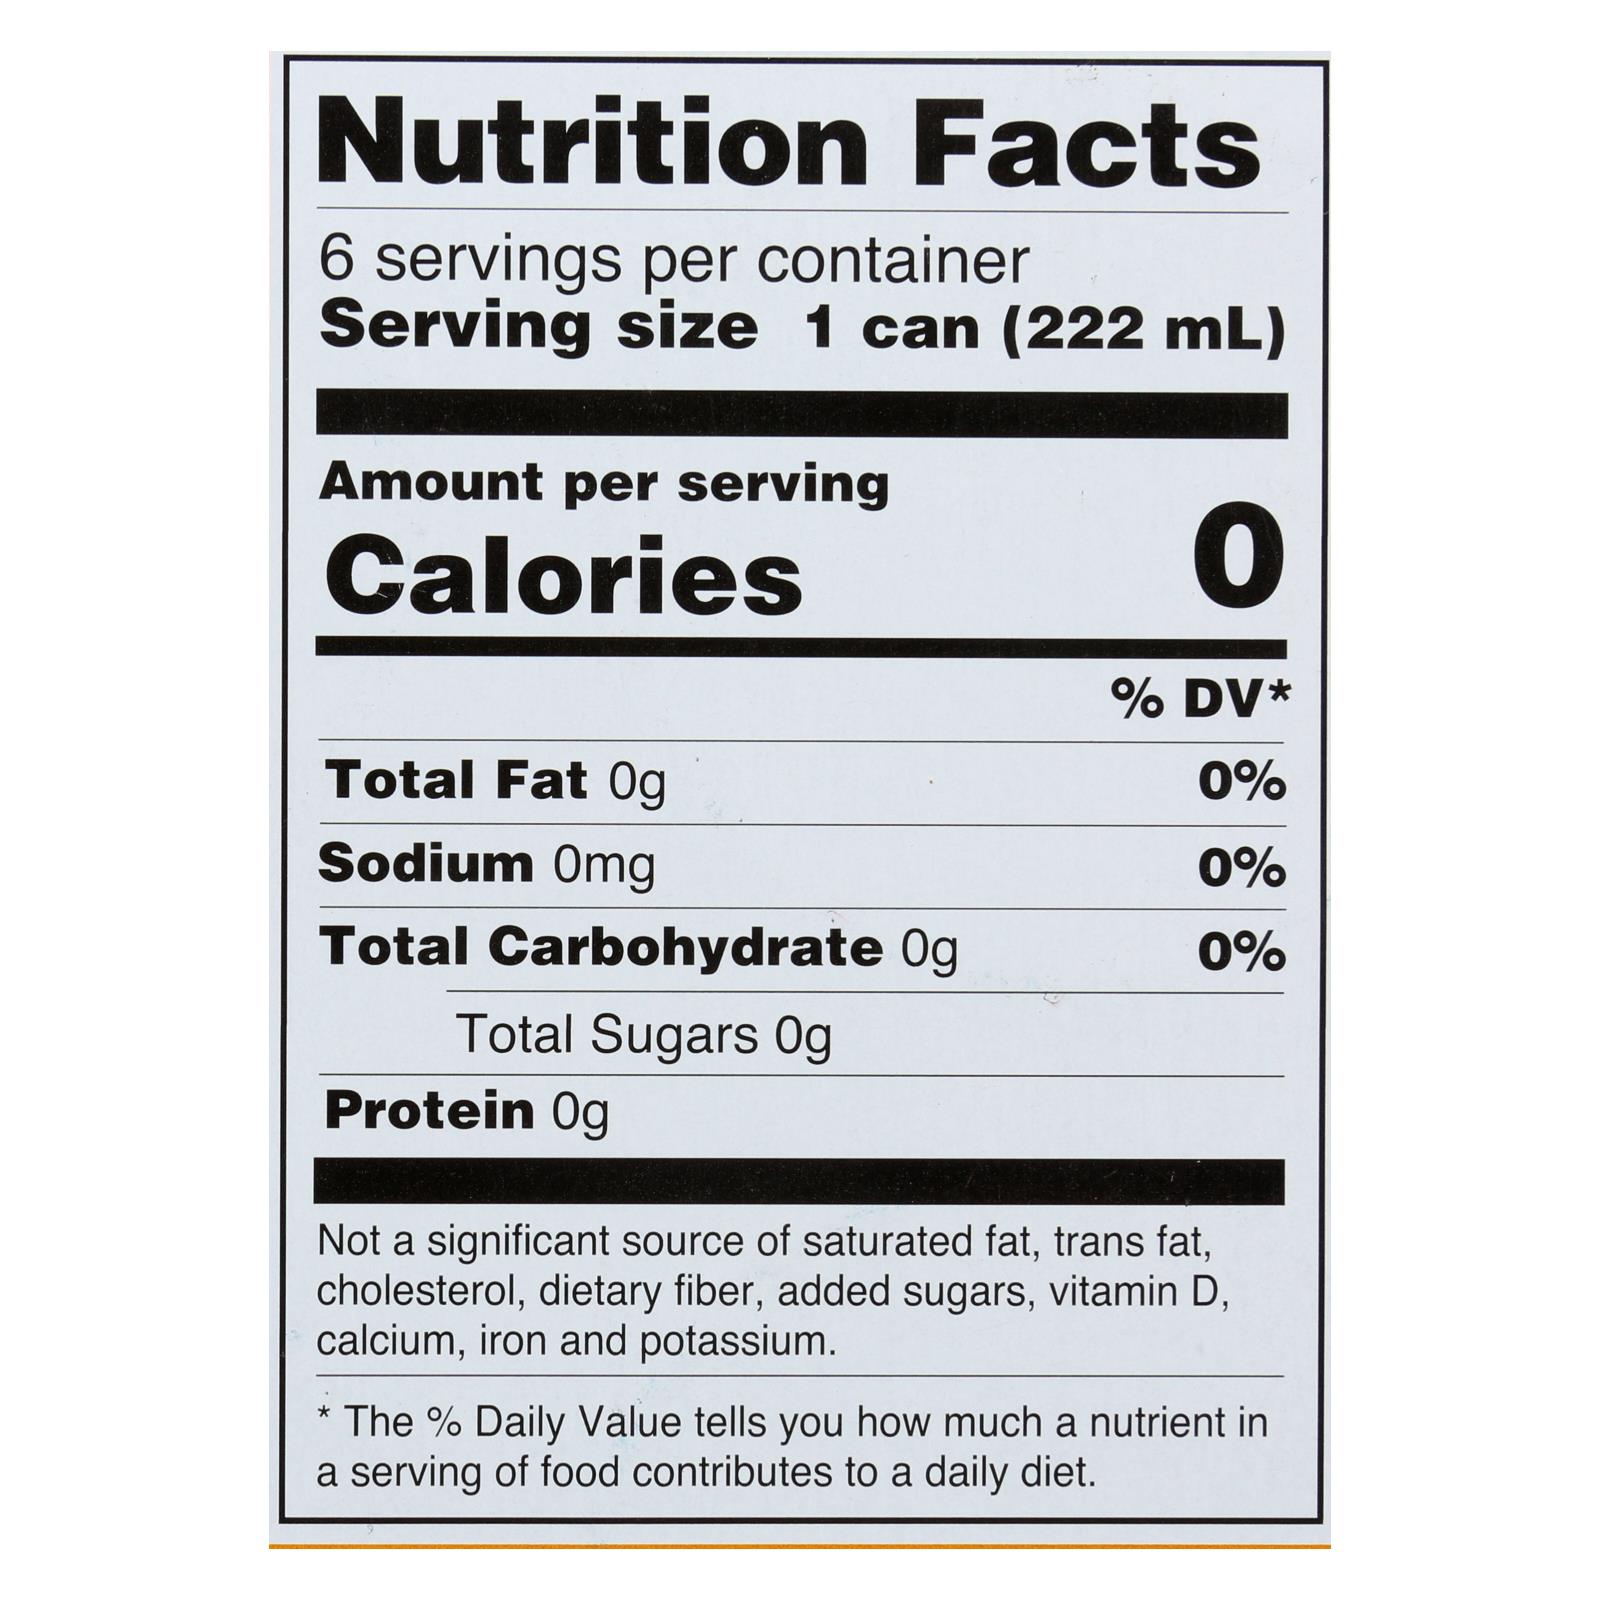 Nutrition Facts
6 servings per container
Serving size 1 can (222 mL)
Amount per serving
Calories 0
% DV*
Total Fat 0g 0%
Sodium 0mg 0%
Total Carbohydrate 0g 0%
Total Sugars 0g
Protein 0g
Not a significant source of saturated fat, trans fat,
cholesterol, dietary fiber, added sugars, vitamin D,
calcium, iron and potassium.
* The % Daily Value tells you how much a nutrient in
a serving of food contributes to a daily diet.